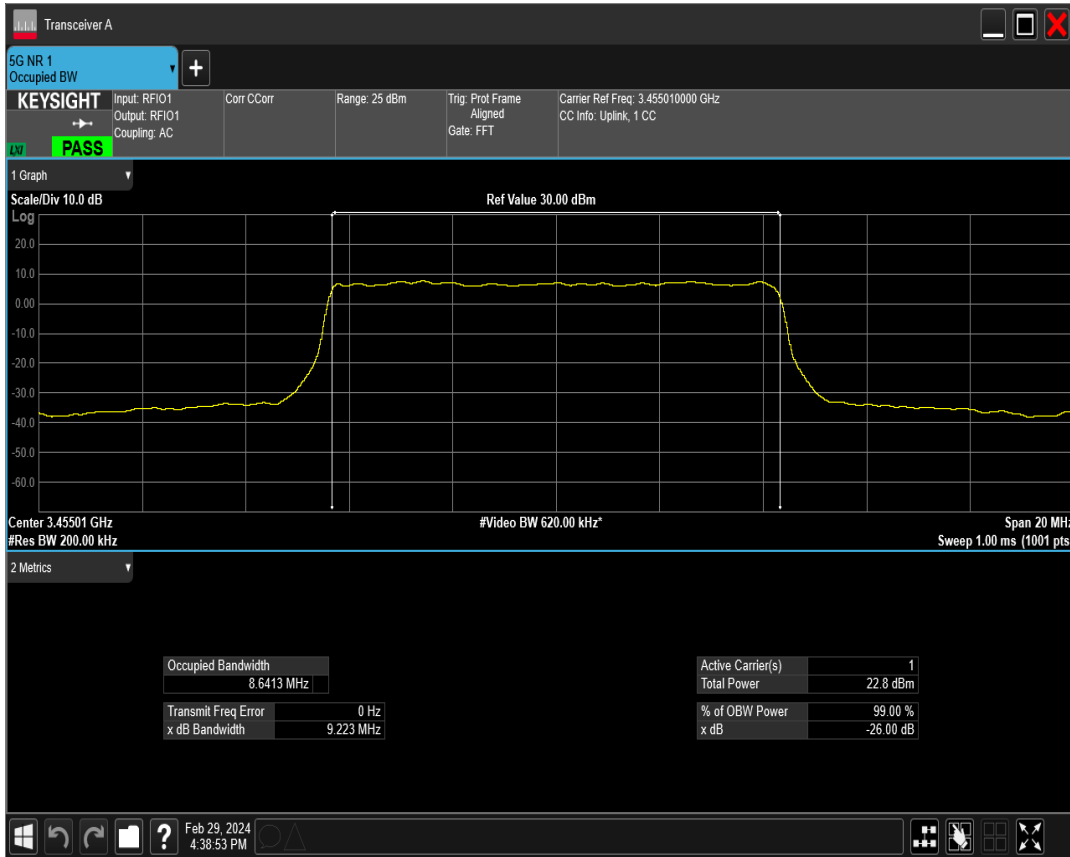 Transceiver A
5G NR 1
Occupied BW
+
KEYSIGHT
LXI
PASS
Input: RFIO1
Output: RFIO1
Coupling: AC
Corr CCorr
Range: 25 dBm
Trig: Prot Frame
Aligned
Gate: FFT
Carrier Ref Freq: 3.455010000 GHz
CC Info: Uplink, 1 CC
1 Graph
Scale/Div 10.0 dB
Ref Value 30.00 dBm
Log
20.0
10.0
0.00
-10.0
-20.0
-30.0
-40.0
-50.0
-60.0
Center 3.45501 GHz
#Video BW 620.00 kHz*
Span 20 MHz
#Res BW 200.00 kHz
Sweep 1.00 ms (1001 pts
2 Metrics
Occupied Bandwidth
8.6413 MHz
Transmit Freq Error 0 Hz
x dB Bandwidth 9.223 MHz
Active Carrier(s) 1
Total Power 22.8 dBm
% of OBW Power 99.00 %
x dB -26.00 dB
?
Feb 29, 2024
4:38:53 PM